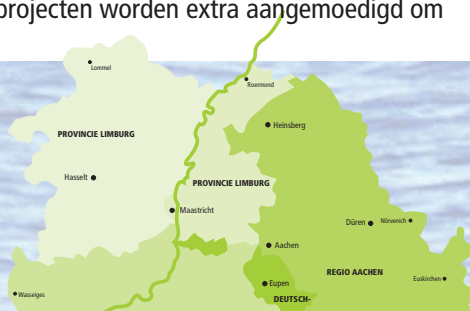 projecten worden extra aangemoedigd om
Lommel
Roermond
Heinsberg
PROVINCIE LIMBURG
Hasselt
PROVINCIE LIMBURG
Maastricht
Düren
Nörvenich
Aachen
REGIO AACHEN
Euskirchen
Eupen
Wasseiges
DEUTSCH-